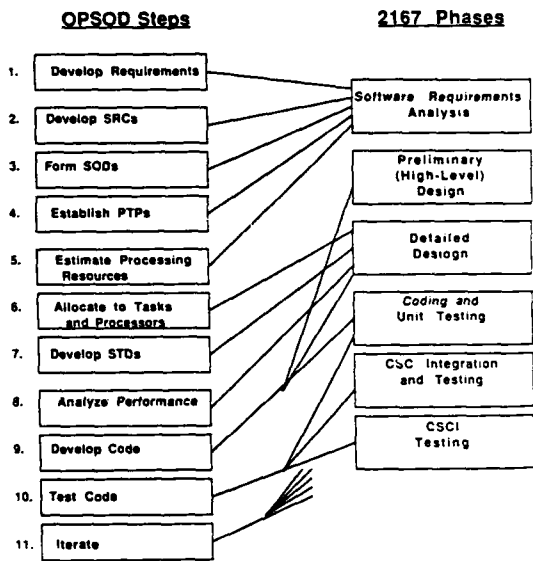 OPSOD Steps
2167 Phases
1. Develop Requirements
2. Develop SRCs
3. Form SODs
4. Establish PTPs
5. Estimate Processing
Resources
6. Allocate to Tasks
and Processors
7. Develop STDs
8. Analyze Performance
9. Develop Code
10. Test Code
11. Iterate
Software Requirements
Analysis
Preliminary
(High-Level)
Design
Detailed
Design
Coding and
Unit Testing
CSC Integration
and Testing
CSCI
Testing